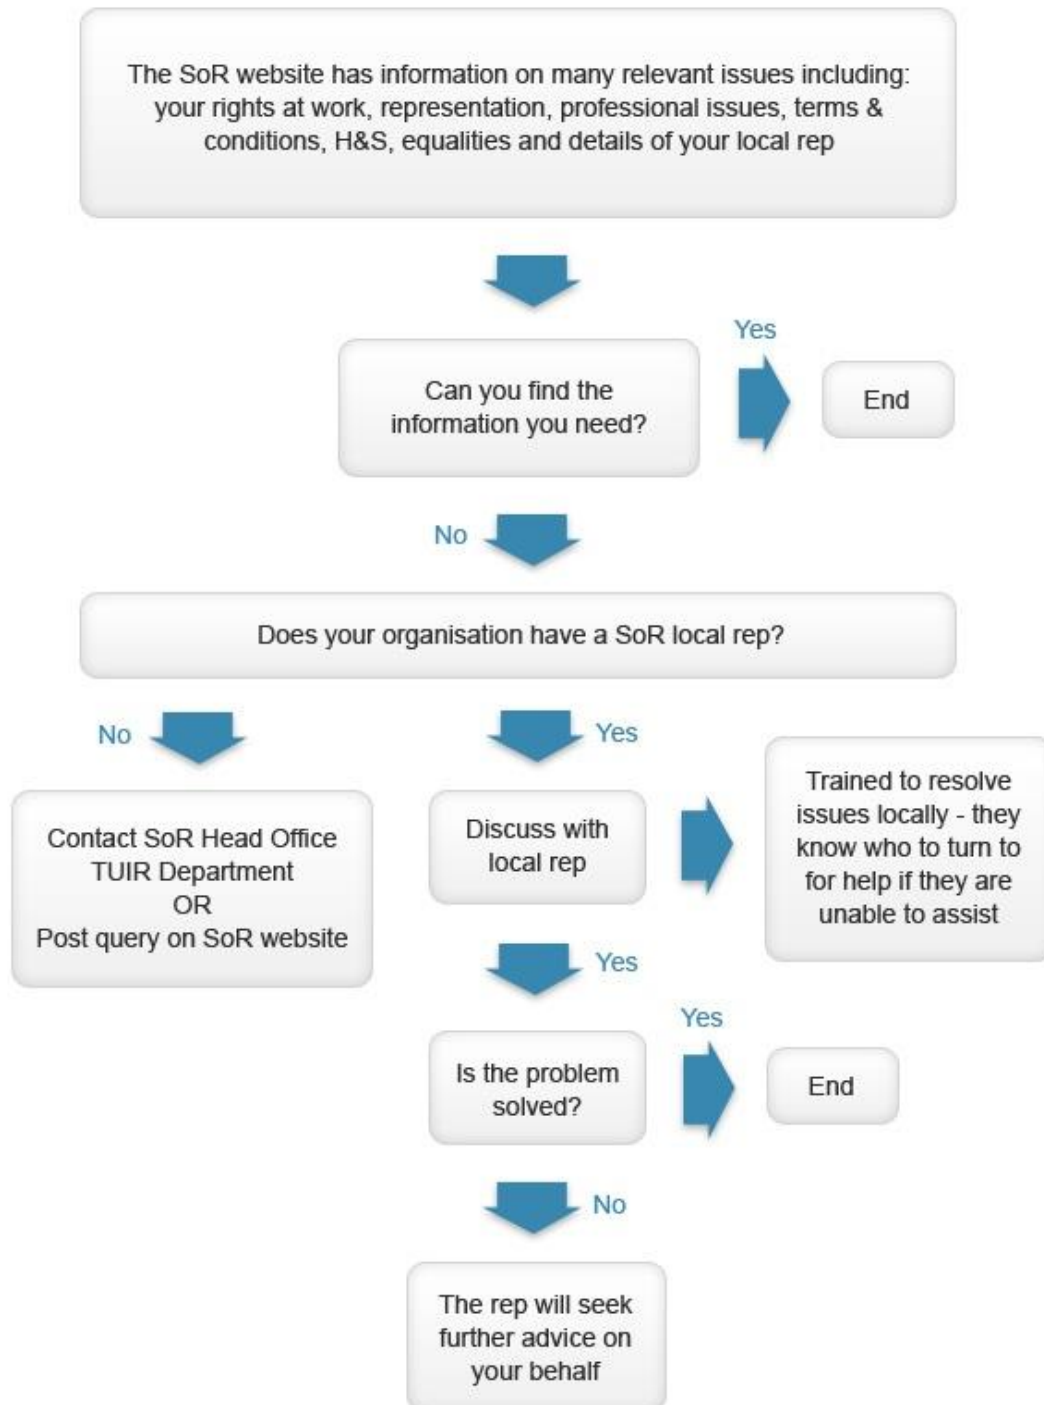 The SoR website has information on many relevant issues including:
your rights at work, representation, professional issues, terms &
conditions, H&S, equalities and details of your local rep
Yes
Can you find the
information you need?
End
No
Does your organisation have a SoR local rep?
No
Yes
Contact SoR Head Office
TUIR Department
OR
Post query on SoR website
Discuss with
local rep
Trained to resolve
issues locally - they
know who to turn to
for help if they are
unable to assist
Yes
Yes
Is the problem
solved?
End
No
The rep will seek
further advice on
your behalf